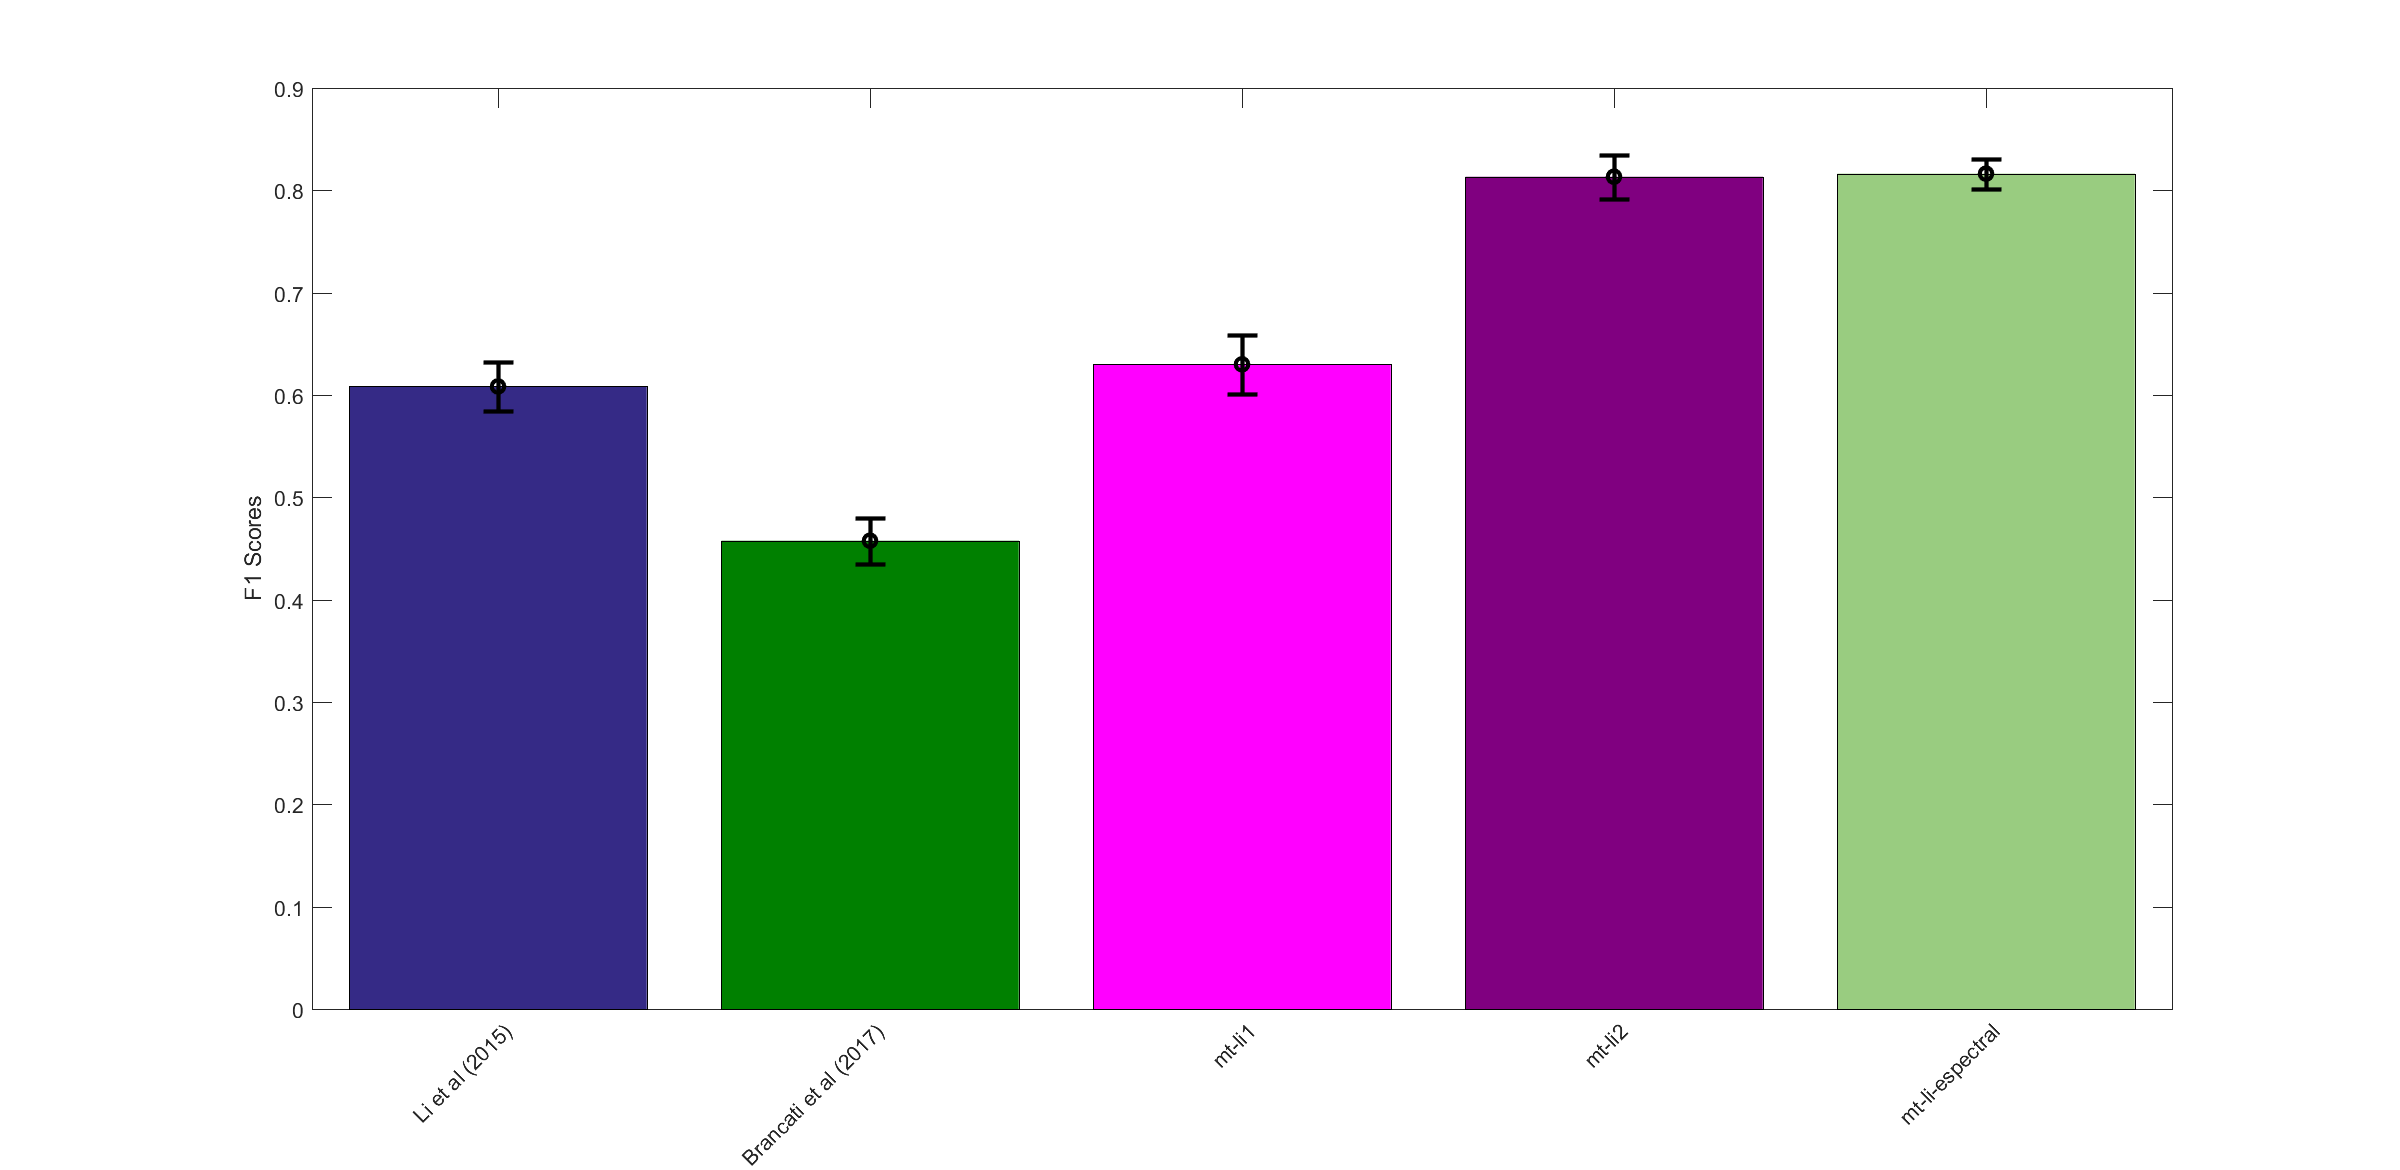 0.9
0.8
0.7
0.6
0.5
0.4
0.3
0.2
0.1
0
F1 Scores
Li et al (2015)
Brancati et al (2017)
mt-li1
mt-li2
mt-li-espectral